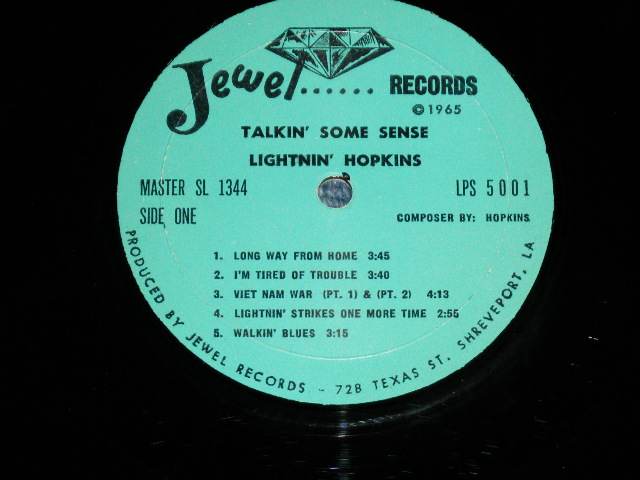 Jewel...... RECORDS
©1965
TALKIN' SOME SENSE
LIGHTNIN' HOPKINS
MASTER SL 1344 LPS 5001
SIDE ONE COMPOSER BY: HOPKINS
1. LONG WAY FROM HOME 3:45
2. I'M TIRED OF TROUBLE 3:40
3. VIET NAM WAR (PT. 1) & (PT. 2) 4:13
4. LIGHTNIN' STRIKES ONE MORE TIME 2:55
5. WALKIN' BLUES 3:15
PRODUCED BY JEWEL RECORDS - 728 TEXAS ST. SHREVEPORT, LA